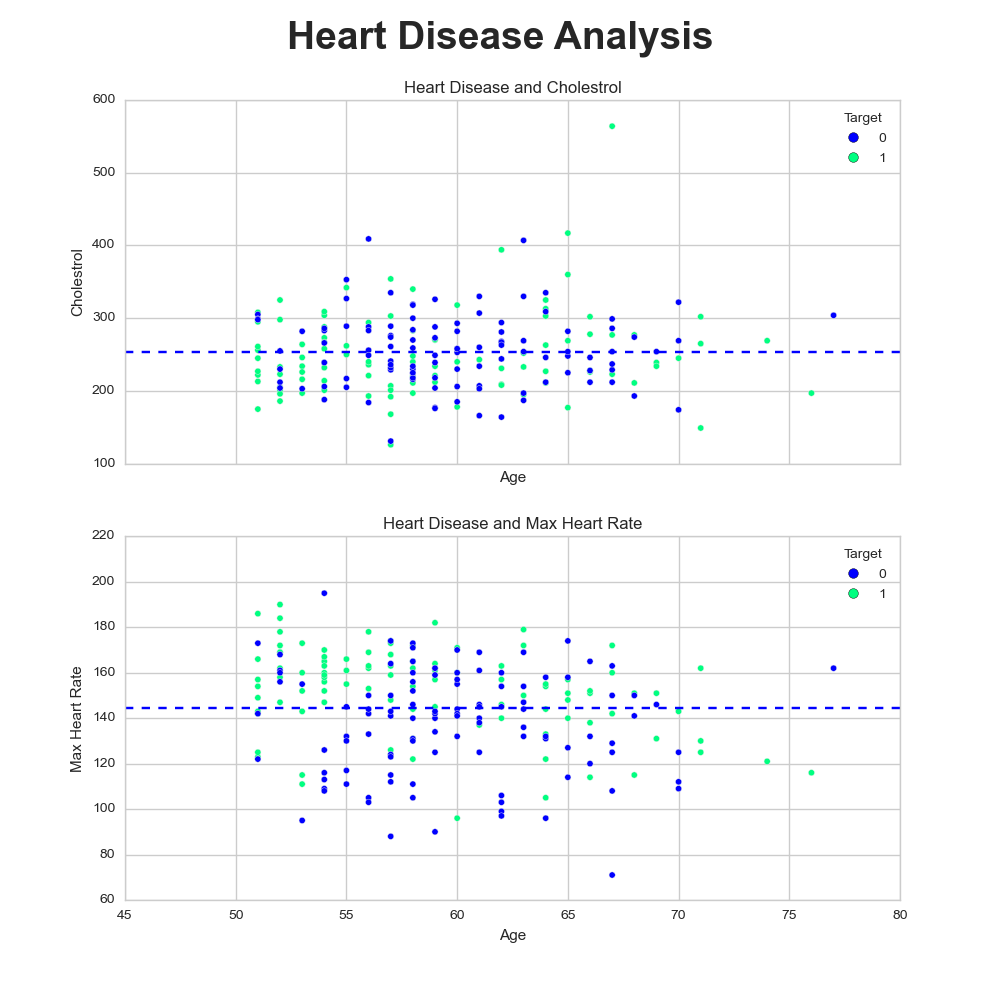 Heart Disease Analysis
Heart Disease and Cholestrol
600
500
400
300
200
100
Cholestrol
Target
0
1
Age
Heart Disease and Max Heart Rate
220
200
180
160
140
120
100
80
60
Max Heart Rate
Target
0
1
45 50 55 60 65 70 75 80
Age